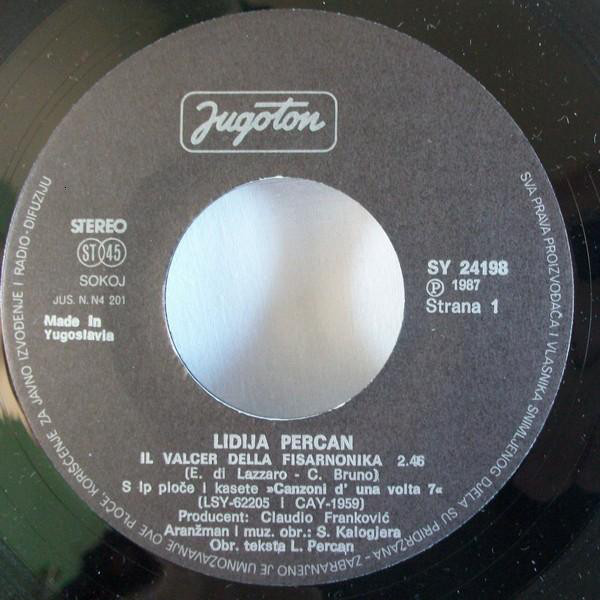 Jugoton
STEREO
ST 45
SOKOJ
JUS. N. N4 201
Made in
Yugoslavia
SY 24198
Ⓟ 1987
Strana 1
LIDIJA PERCAN
IL VALCER DELLA FISARNONIKA 2.46
(E. di Lazzaro - C. Bruno)
S lp ploče i kasete »Canzoni d' una volta 7«
(LSY-62205 i CAY-1959)
Producent: Claudio Franković
Aranžman i muz. obr.: S. Kalogjera
Obr. teksta L. Percan
SVA PRAVA PROIZVOĐAČA I VLASNIKA SNIMLJENOG DJELA SU PRIDRŽANA - ZABRANJENO JE UMNOŽAVANJE OVE PLOČE, KORIŠĆENJE ZA JAVNO IZVOĐENJE I RADIO-DIFUZIJU